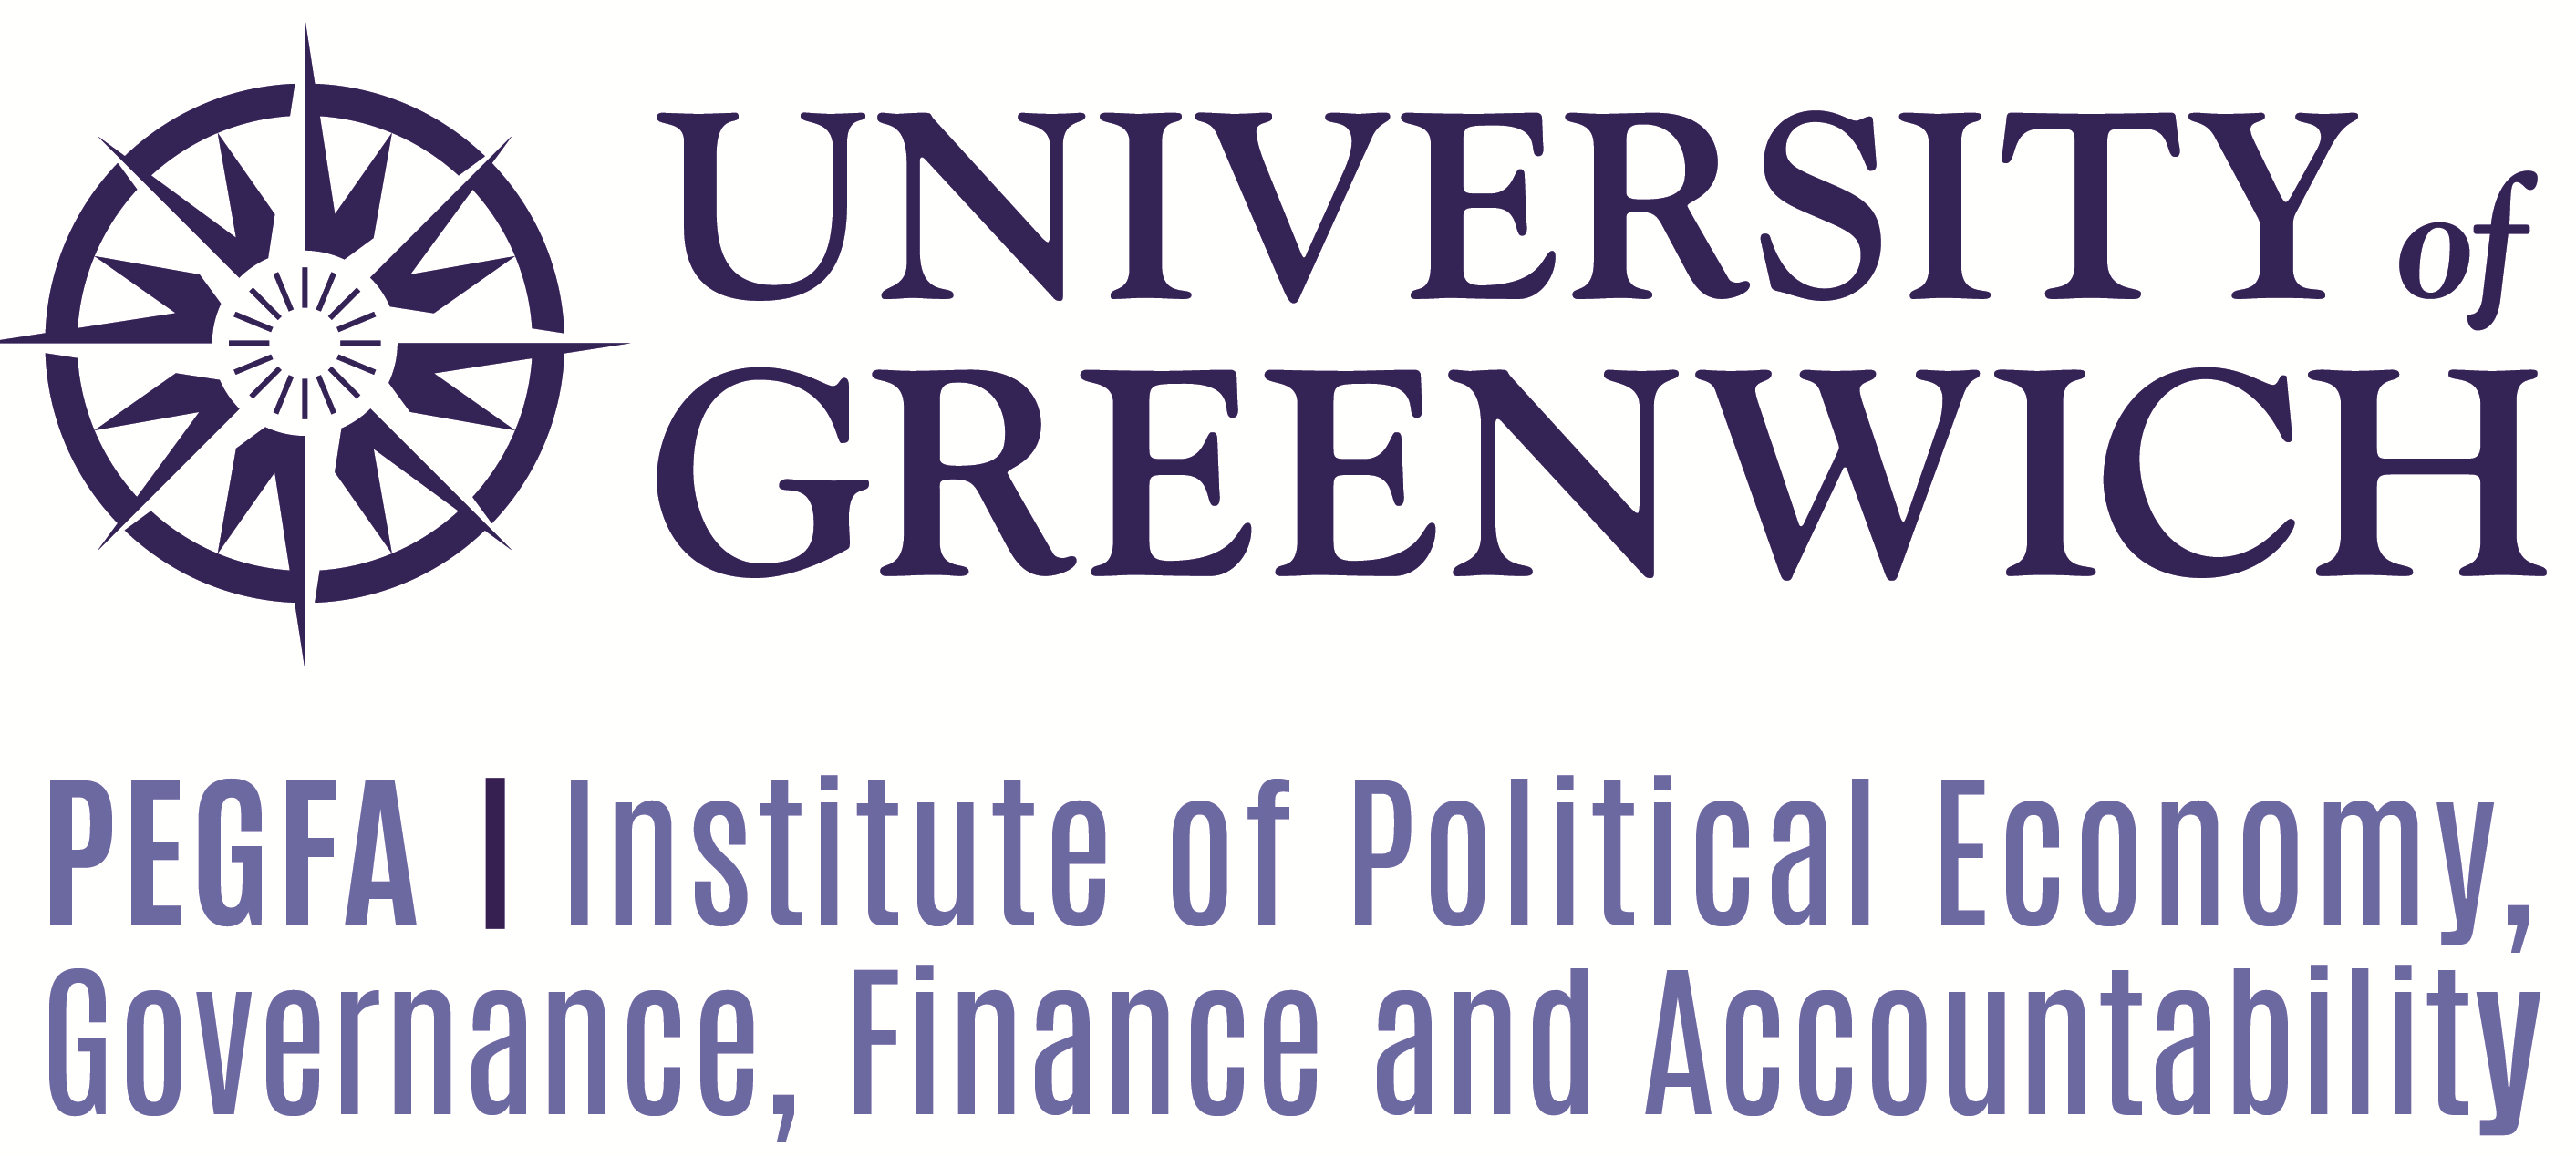 UNIVERSITY of
GREENWICH
PEGFA | Institute of Political Economy,
Governance, Finance and Accountability